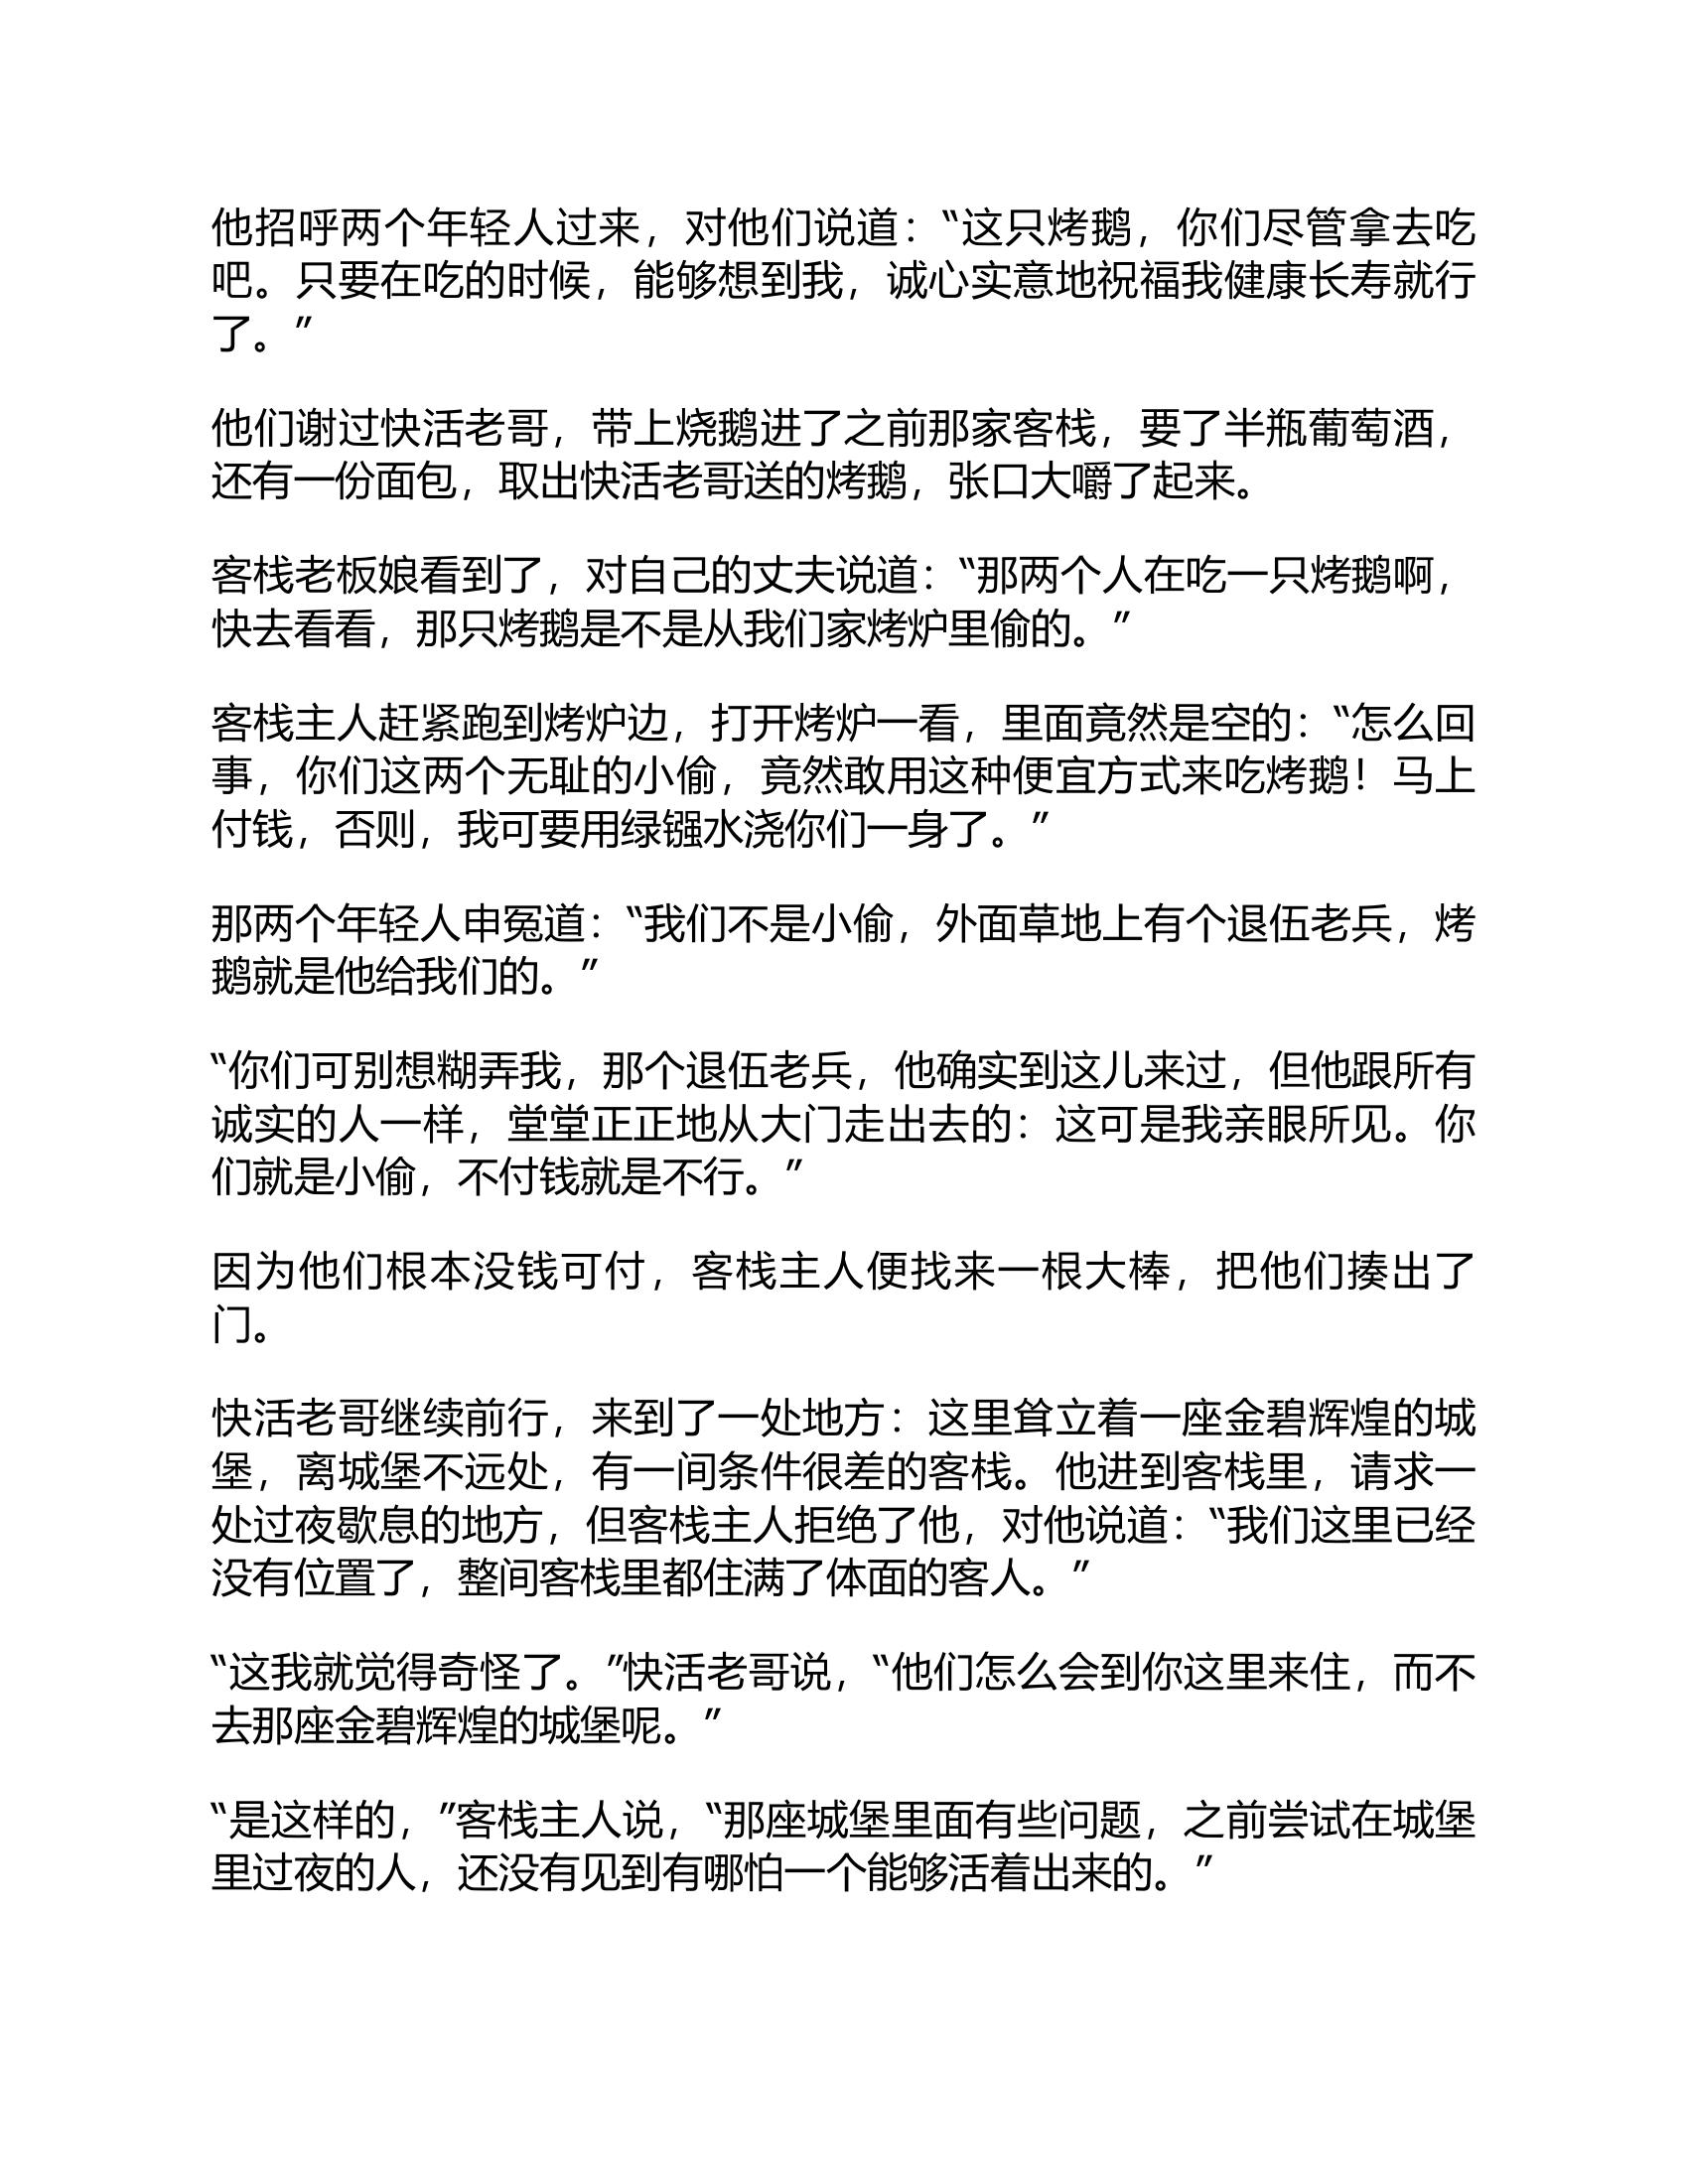 他招呼两个年轻人过来，对他们说道：“这只烤鹅，你们尽管拿去吃
吧。只要在吃的时候，能够想到我，诚心实意地祝福我健康长寿就行
了。”
他们谢过快活老哥，带上烧鹅进了之前那家客栈，要了半瓶葡萄酒，
还有一份面包，取出快活老哥送的烤鹅，张口大嚼了起来。
客栈老板娘看到了，对自己的丈夫说道：“那两个人在吃一只烤鹅啊，
快去看看，那只烤鹅是不是从我们家烤炉里偷的。”
客栈主人赶紧跑到烤炉边，打开烤炉一看，里面竟然是空的：“怎么回
事，你们这两个无耻的小偷，竟然敢用这种便宜方式来吃烤鹅！马上
付钱，否则，我可要用绿镪水浇你们一身了。”
那两个年轻人申冤道：“我们不是小偷，外面草地上有个退伍老兵，烤
鹅就是他给我们的。”
“你们可别想糊弄我，那个退伍老兵，他确实到这儿来过，但他跟所有
诚实的人一样，堂堂正正地从大门走出去的：这可是我亲眼所见。你
们就是小偷，不付钱就是不行。”
因为他们根本没钱可付，客栈主人便找来一根大棒，把他们揍出了
门。
快活老哥继续前行，来到了一处地方：这里耸立着一座金碧辉煌的城
堡，离城堡不远处，有一间条件很差的客栈。他进到客栈里，请求一
处过夜歇息的地方，但客栈主人拒绝了他，对他说道：“我们这里已经
没有位置了，整间客栈里都住满了体面的客人。”
“这我就觉得奇怪了。”快活老哥说，“他们怎么会到你这里来住，而不
去那座金碧辉煌的城堡呢。”
“是这样的，”客栈主人说，“那座城堡里面有些问题，之前尝试在城堡
里过夜的人，还没有见到有哪怕一个能够活着出来的。”